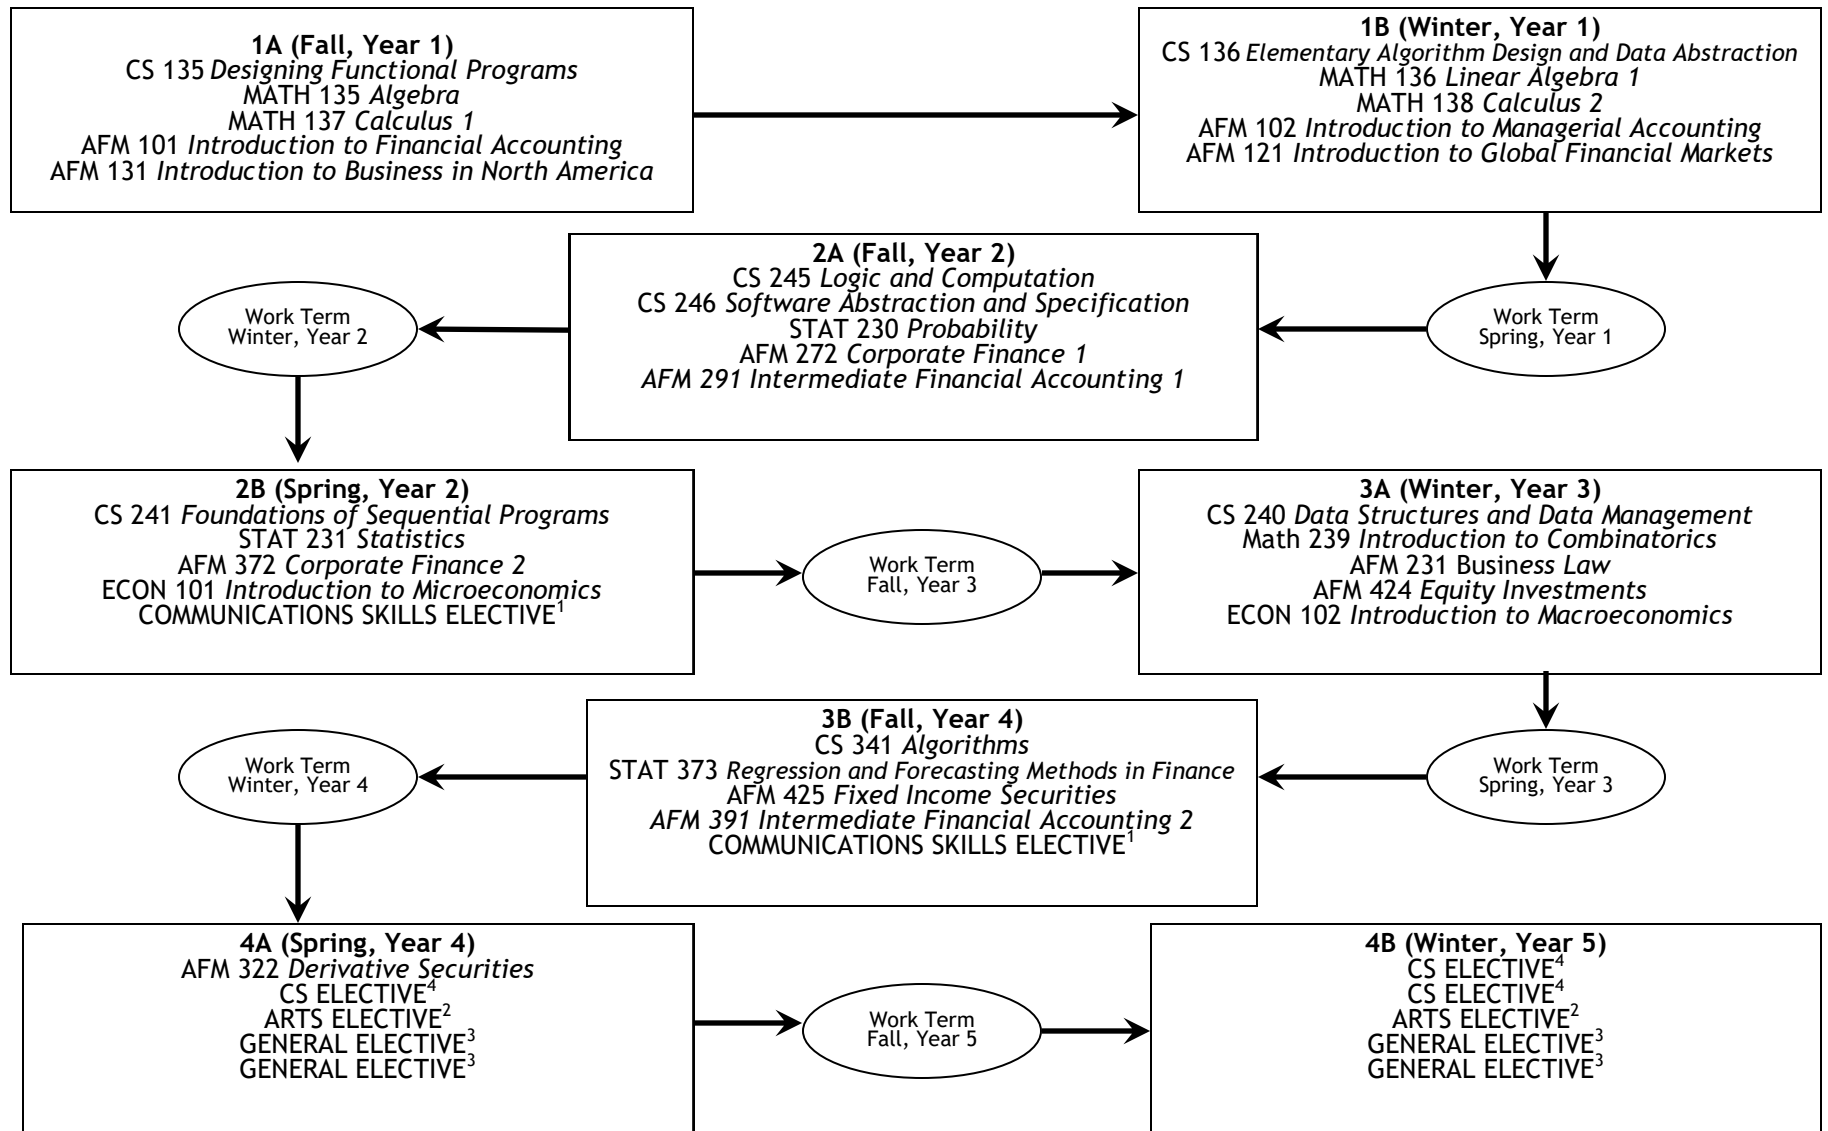 1A (Fall, Year 1)
CS 135 Designing Functional Programs
MATH 135 Algebra
MATH 137 Calculus 1
AFM 101 Introduction to Financial Accounting
AFM 131 Introduction to Business in North America
1B (Winter, Year 1)
CS 136 Elementary Algorithm Design and Data Abstraction
MATH 136 Linear Algebra 1
MATH 138 Calculus 2
AFM 102 Introduction to Managerial Accounting
AFM 121 Introduction to Global Financial Markets
Work Term
Spring, Year 1
2A (Fall, Year 2)
CS 245 Logic and Computation
CS 246 Software Abstraction and Specification
STAT 230 Probability
AFM 272 Corporate Finance 1
AFM 291 Intermediate Financial Accounting 1
Work Term
Winter, Year 2
2B (Spring, Year 2)
CS 241 Foundations of Sequential Programs
STAT 231 Statistics
AFM 372 Corporate Finance 2
ECON 101 Introduction to Microeconomics
COMMUNICATIONS SKILLS ELECTIVE¹
Work Term
Fall, Year 3
3A (Winter, Year 3)
CS 240 Data Structures and Data Management
Math 239 Introduction to Combinatorics
AFM 231 Business Law
AFM 424 Equity Investments
ECON 102 Introduction to Macroeconomics
Work Term
Spring, Year 3
3B (Fall, Year 4)
CS 341 Algorithms
STAT 373 Regression and Forecasting Methods in Finance
AFM 425 Fixed Income Securities
AFM 391 Intermediate Financial Accounting 2
COMMUNICATIONS SKILLS ELECTIVE¹
Work Term
Winter, Year 4
4A (Spring, Year 4)
AFM 322 Derivative Securities
CS ELECTIVE⁴
ARTS ELECTIVE²
GENERAL ELECTIVE³
GENERAL ELECTIVE³
Work Term
Fall, Year 5
4B (Winter, Year 5)
CS ELECTIVE⁴
CS ELECTIVE⁴
ARTS ELECTIVE²
GENERAL ELECTIVE³
GENERAL ELECTIVE³